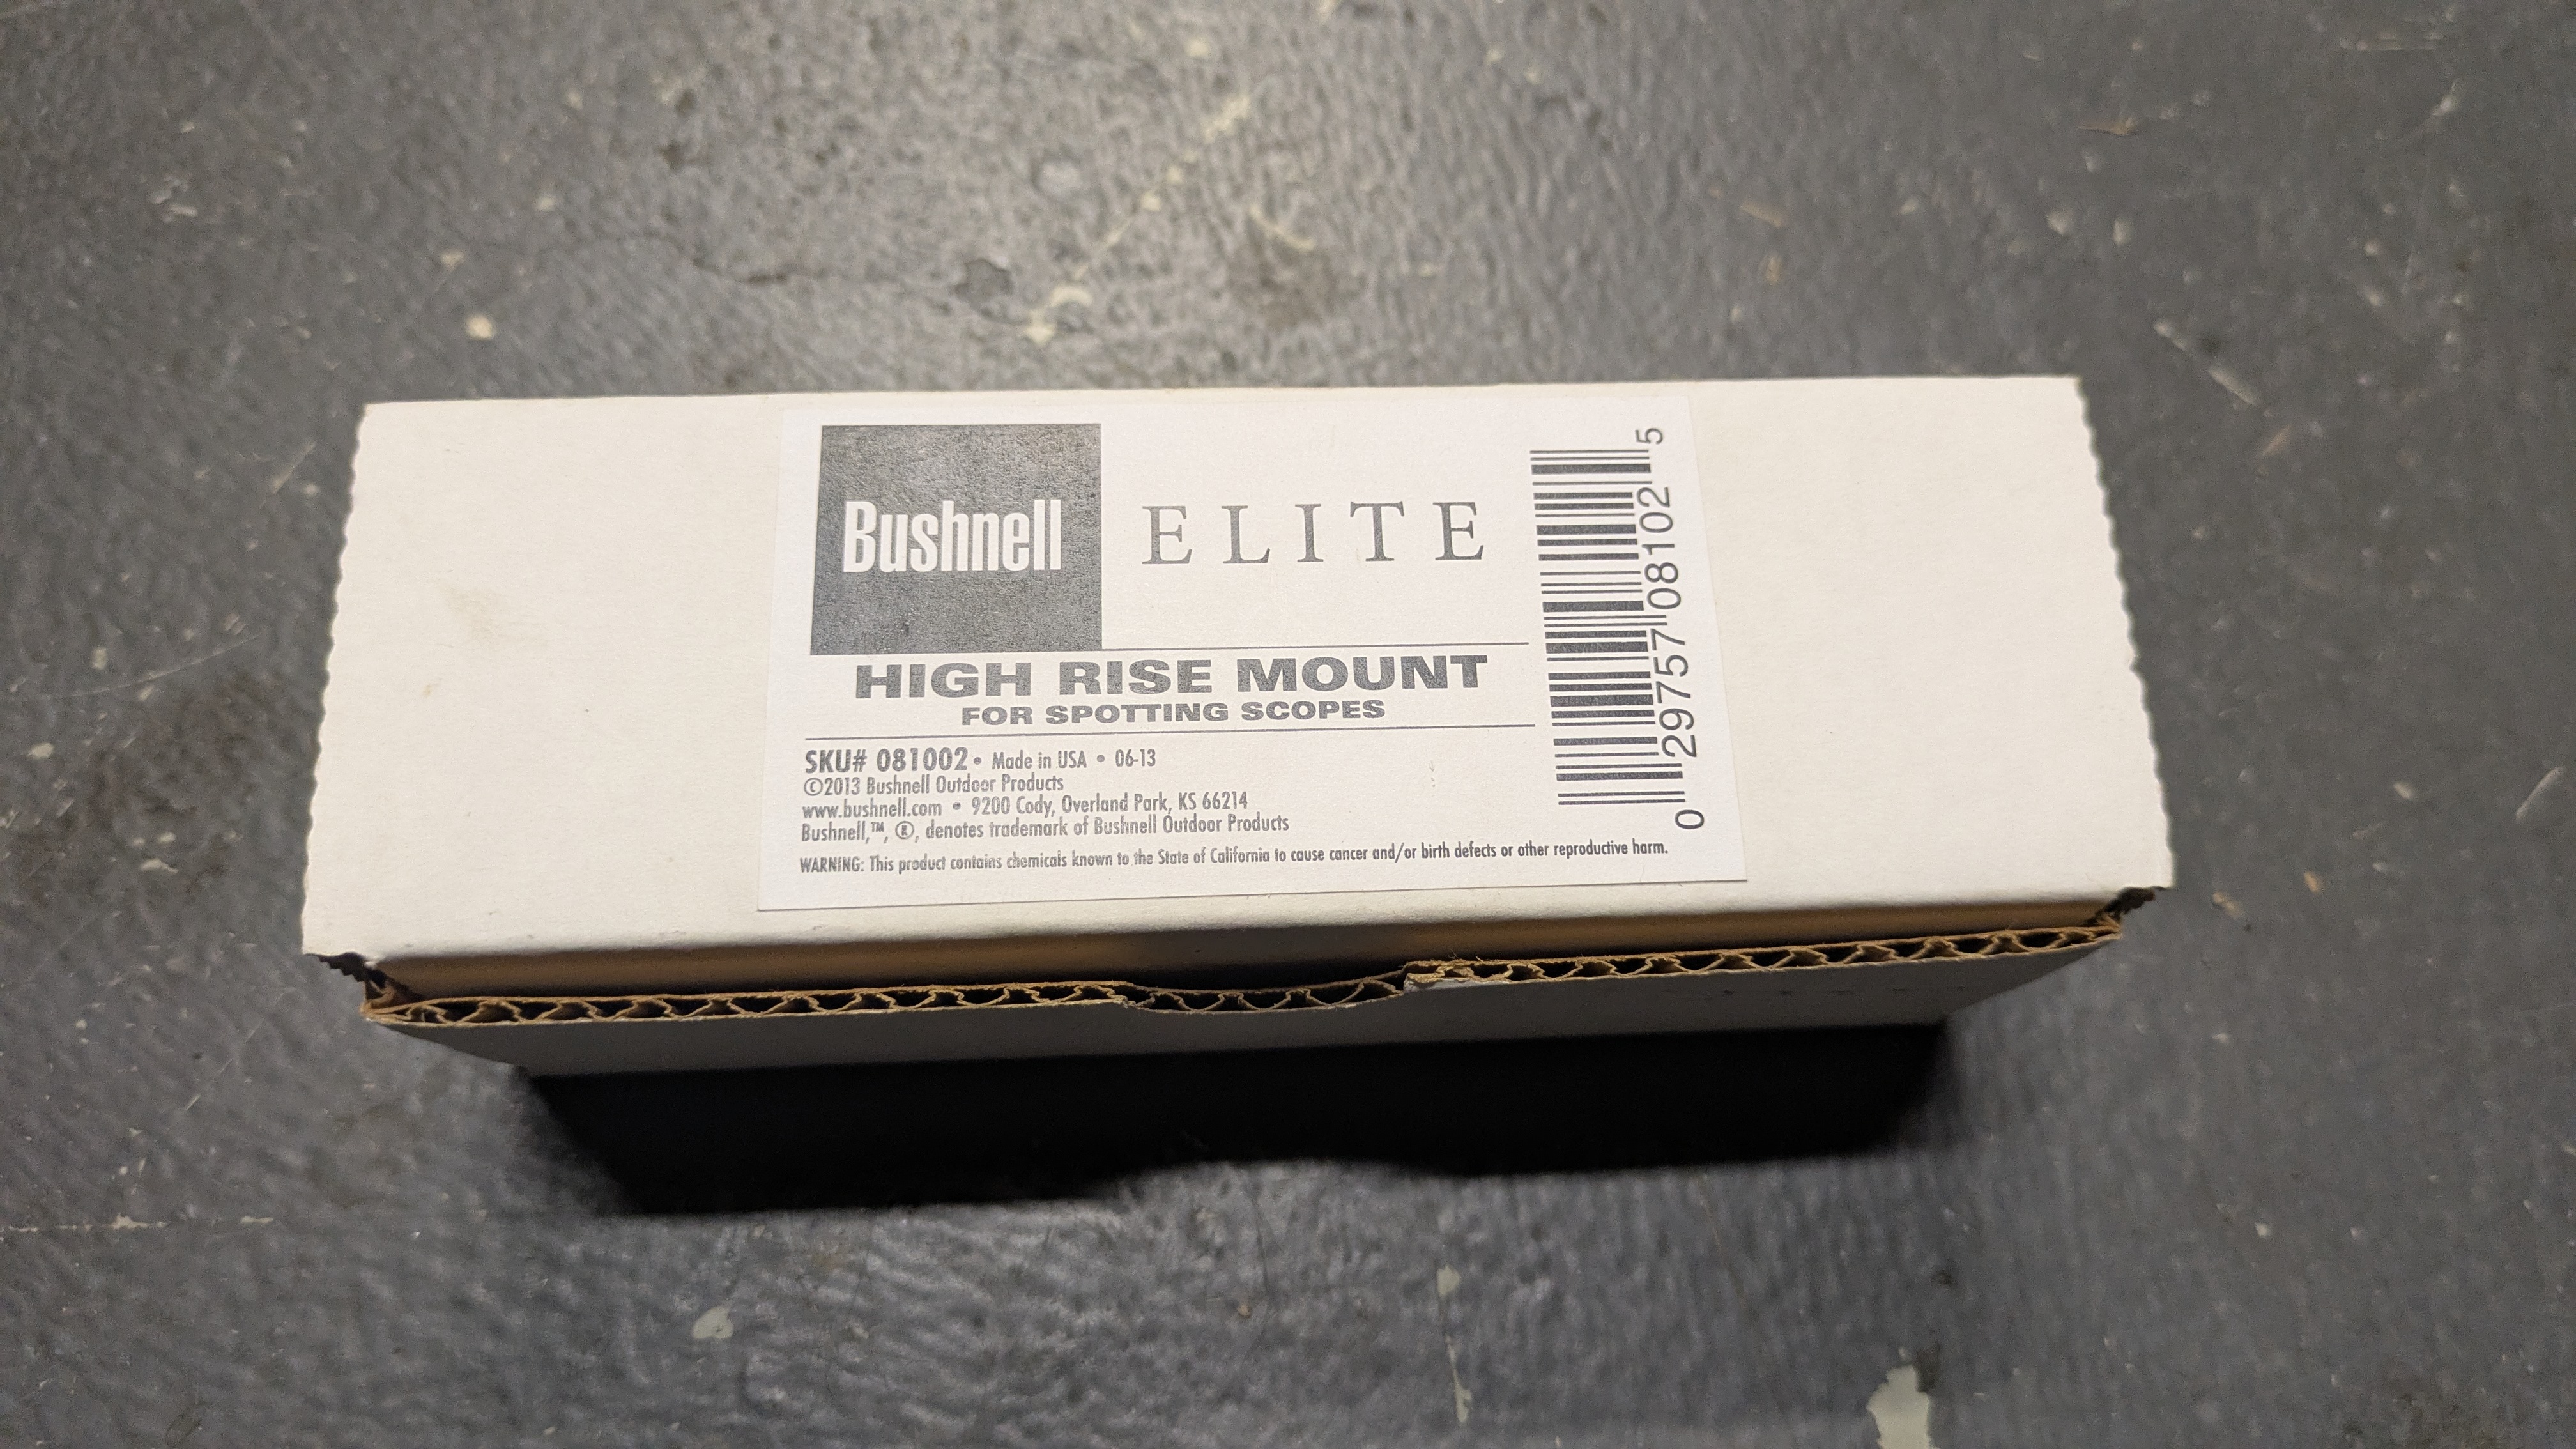 Bushnell
ELITE
HIGH RISE MOUNT
FOR SPOTTING SCOPES
SKU# 081002 • Made in USA • 06-13
©2013 Bushnell Outdoor Products
www.bushnell.com • 9200 Cody, Overland Park, KS 66214
Bushnell,™, ®, denotes trademark of Bushnell Outdoor Products
WARNING: This product contains chemicals known to the State of California to cause cancer and/or birth defects or other reproductive harm.
0 29757 08102 5